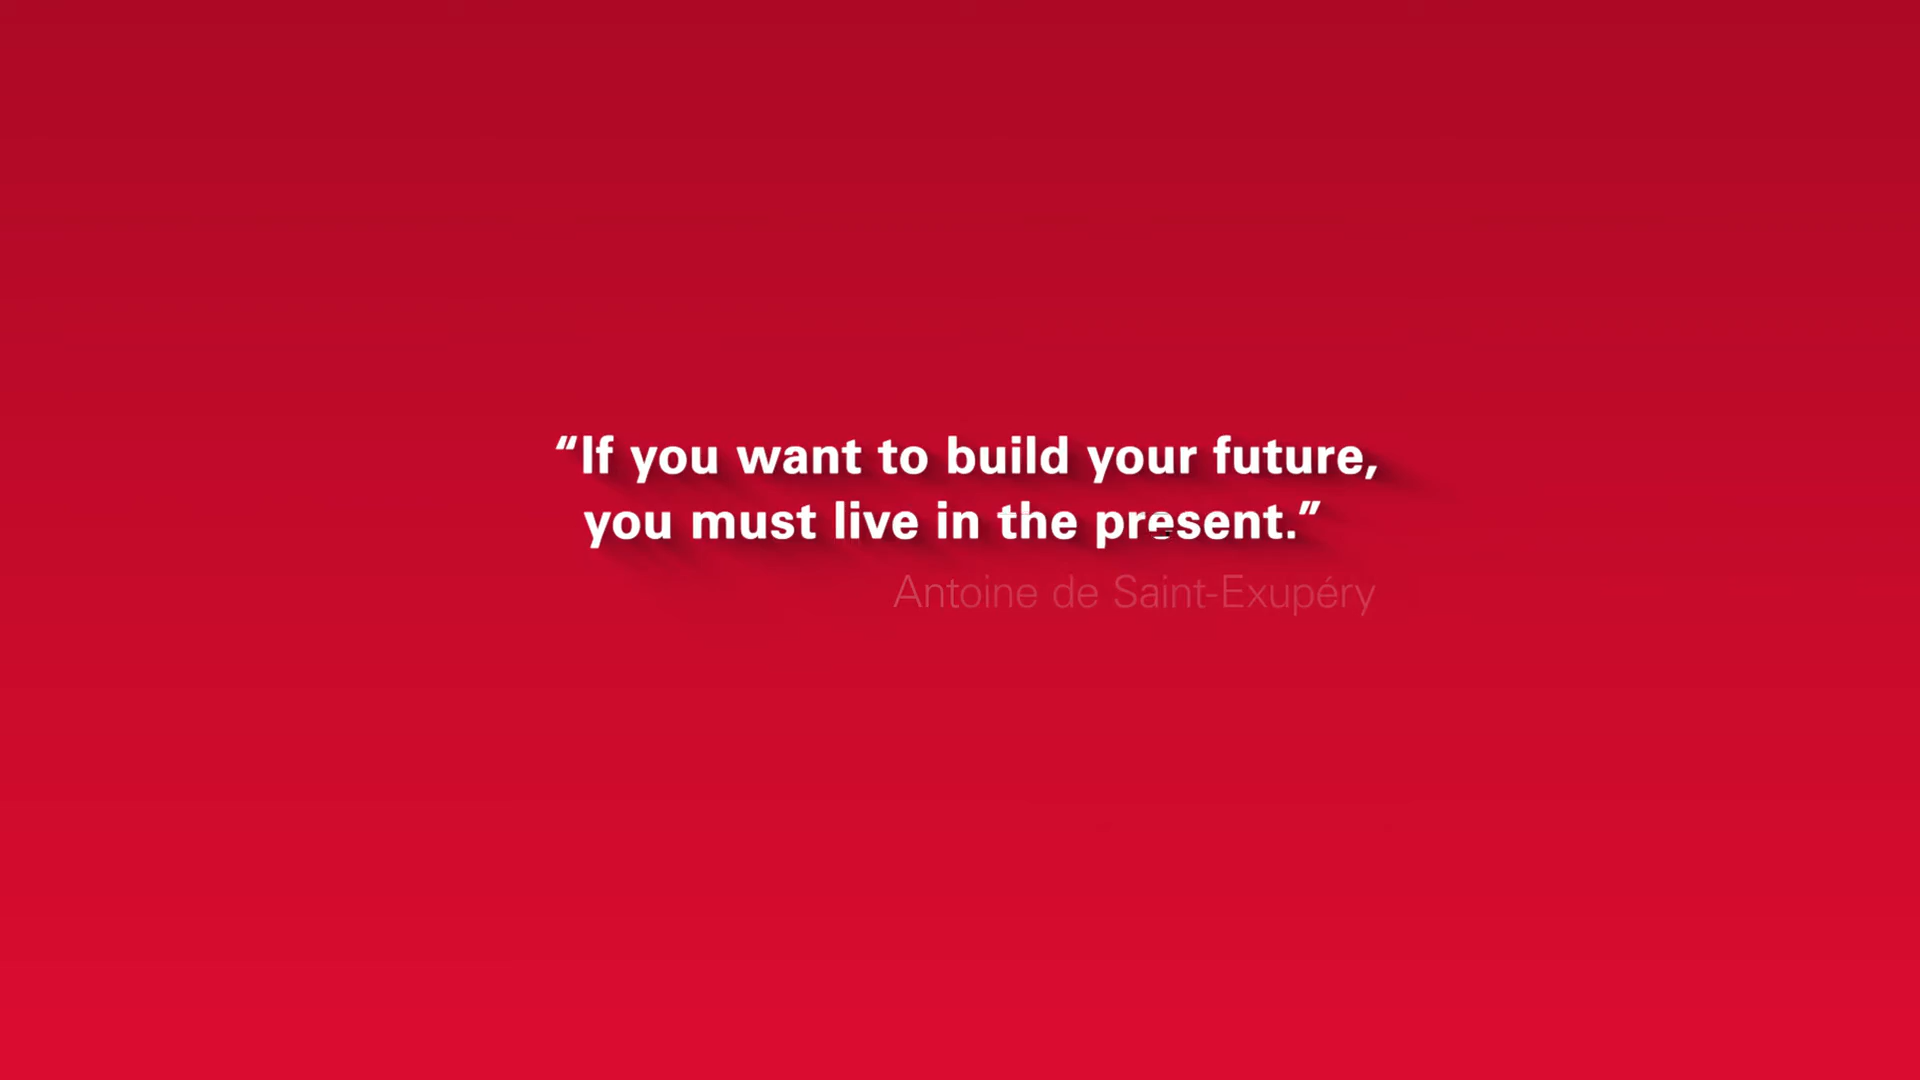 “If you want to build your future,
you must live in the present.”
Antoine de Saint-Exupéry